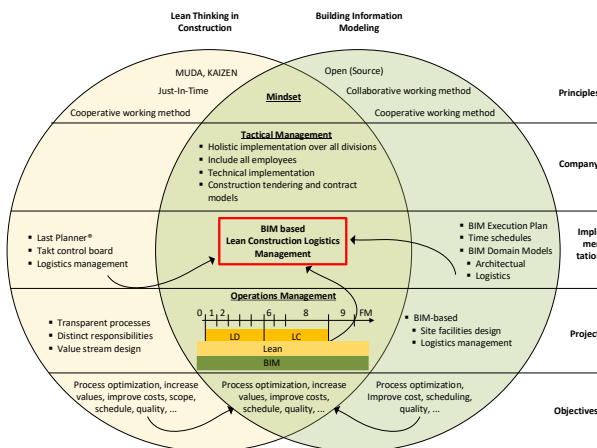 Lean Thinking in
Construction
Building Information
Modeling
MUDA, KAIZEN
Just-In-Time
Cooperative working method
Mindset
Open (Source)
Collaborative working method
Cooperative working method
Principles
Tactical Management
▪ Holistic implementation over all divisions
▪ Include all employees
▪ Technical implementation
▪ Construction tendering and contract
models
Company
▪ Last Planner®
▪ Takt control board
▪ Logistics management
BIM based
Lean Construction Logistics
Management
▪ BIM Execution Plan
▪ Time schedules
▪ BIM Domain Models
▪ Architectual
▪ Logistics
Imple
men
tation
▪ Transparent processes
▪ Distinct responsibilities
▪ Value stream design
Operations Management
0 1 2 6 8 9 FM
LD LC
Lean
BIM
▪ BIM-based
▪ Site facilities design
▪ Logistics management
Project
Process optimization, increase
values, improve costs, scope,
schedule, quality, ...
Process optimization, increase
values, improve costs,
schedule, quality, ...
Process optimization,
Improve cost, scheduling,
quality, ...
Objectives